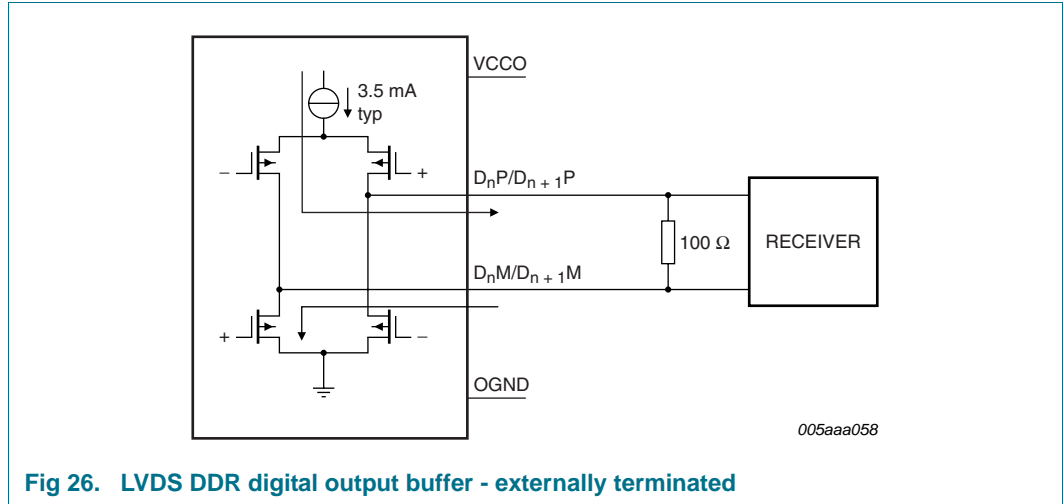 VCCO
3.5 mA
typ
−
+
DnP/Dn + 1P
100 Ω
RECEIVER
DnM/Dn + 1M
+
−
OGND
005aaa058
Fig 26. LVDS DDR digital output buffer - externally terminated